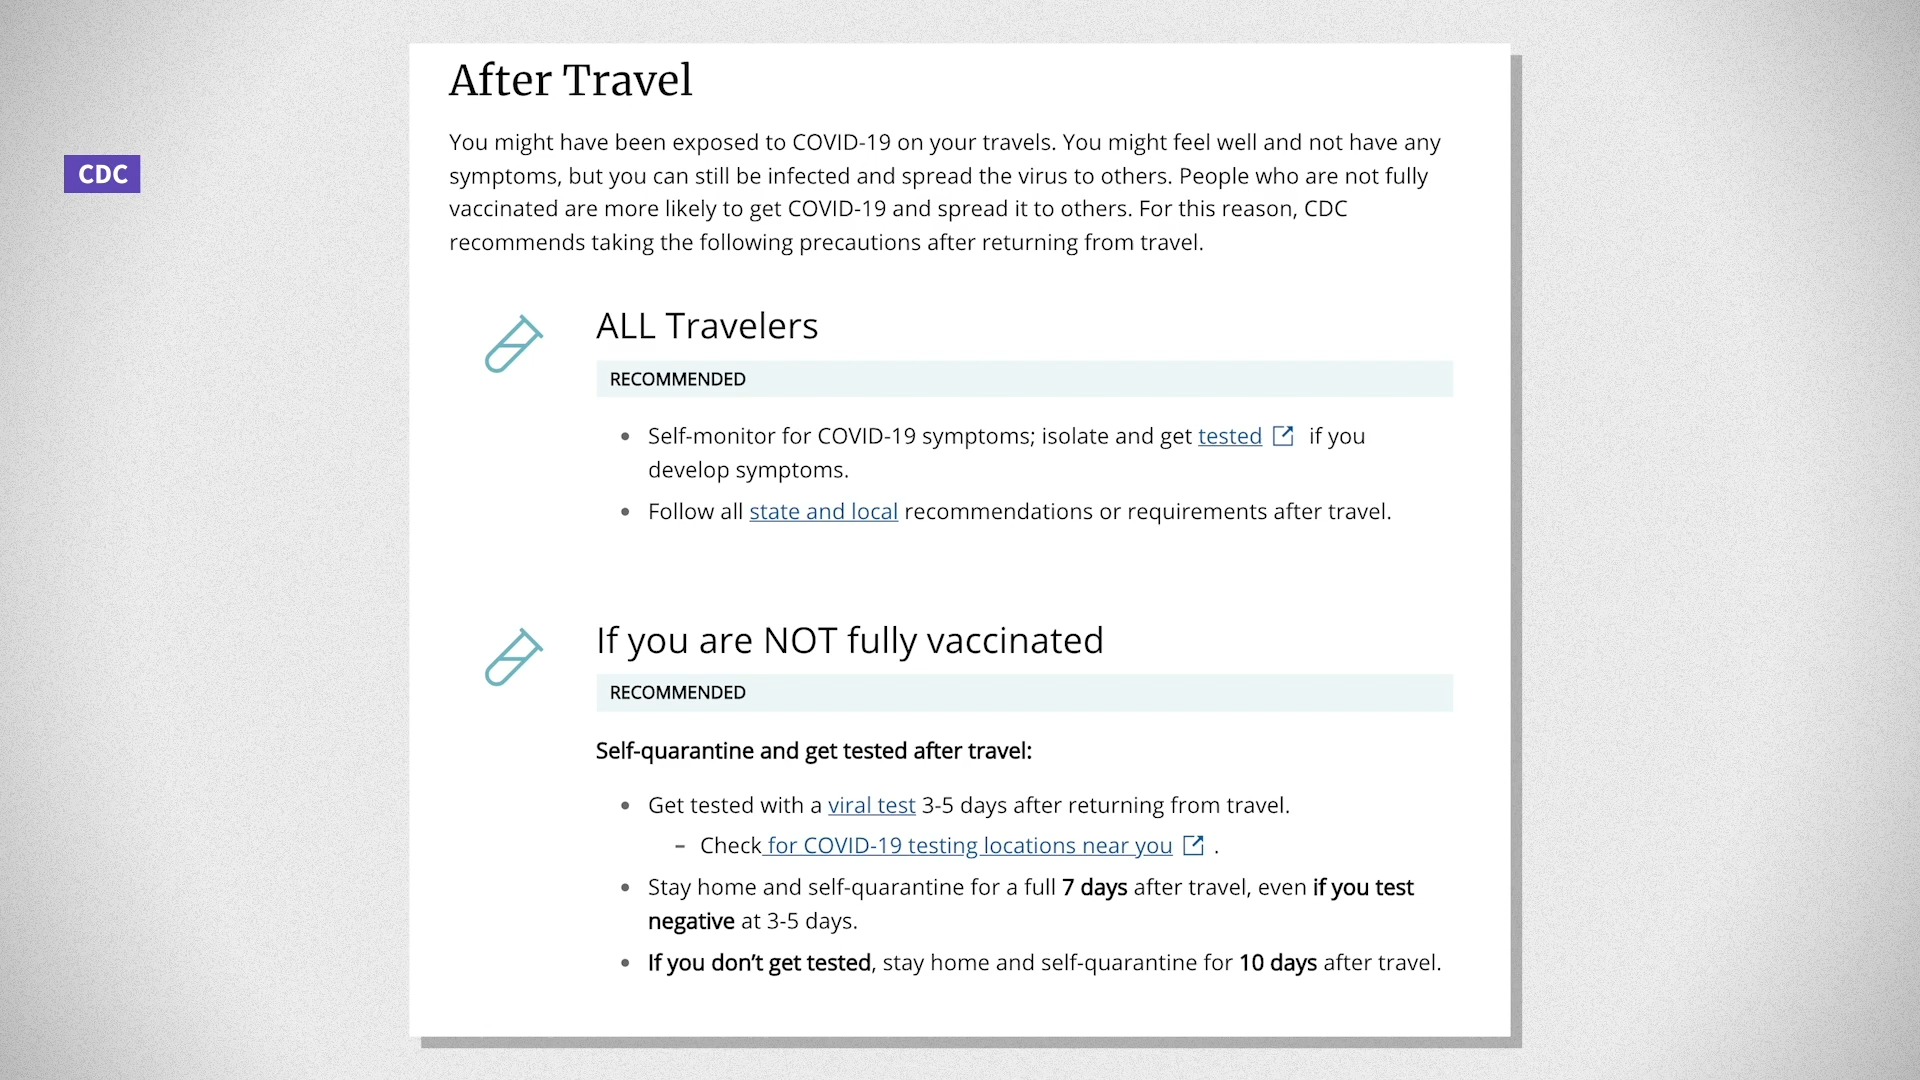 After Travel
CDC
You might have been exposed to COVID-19 on your travels. You might feel well and not have any
symptoms, but you can still be infected and spread the virus to others. People who are not fully
vaccinated are more likely to get COVID-19 and spread it to others. For this reason, CDC
recommends taking the following precautions after returning from travel.
ALL Travelers
RECOMMENDED
• Self-monitor for COVID-19 symptoms; isolate and get tested if you
develop symptoms.
• Follow all state and local recommendations or requirements after travel.
If you are NOT fully vaccinated
RECOMMENDED
Self-quarantine and get tested after travel:
• Get tested with a viral test 3-5 days after returning from travel.
– Check for COVID-19 testing locations near you .
• Stay home and self-quarantine for a full 7 days after travel, even if you test
negative at 3-5 days.
• If you don’t get tested, stay home and self-quarantine for 10 days after travel.